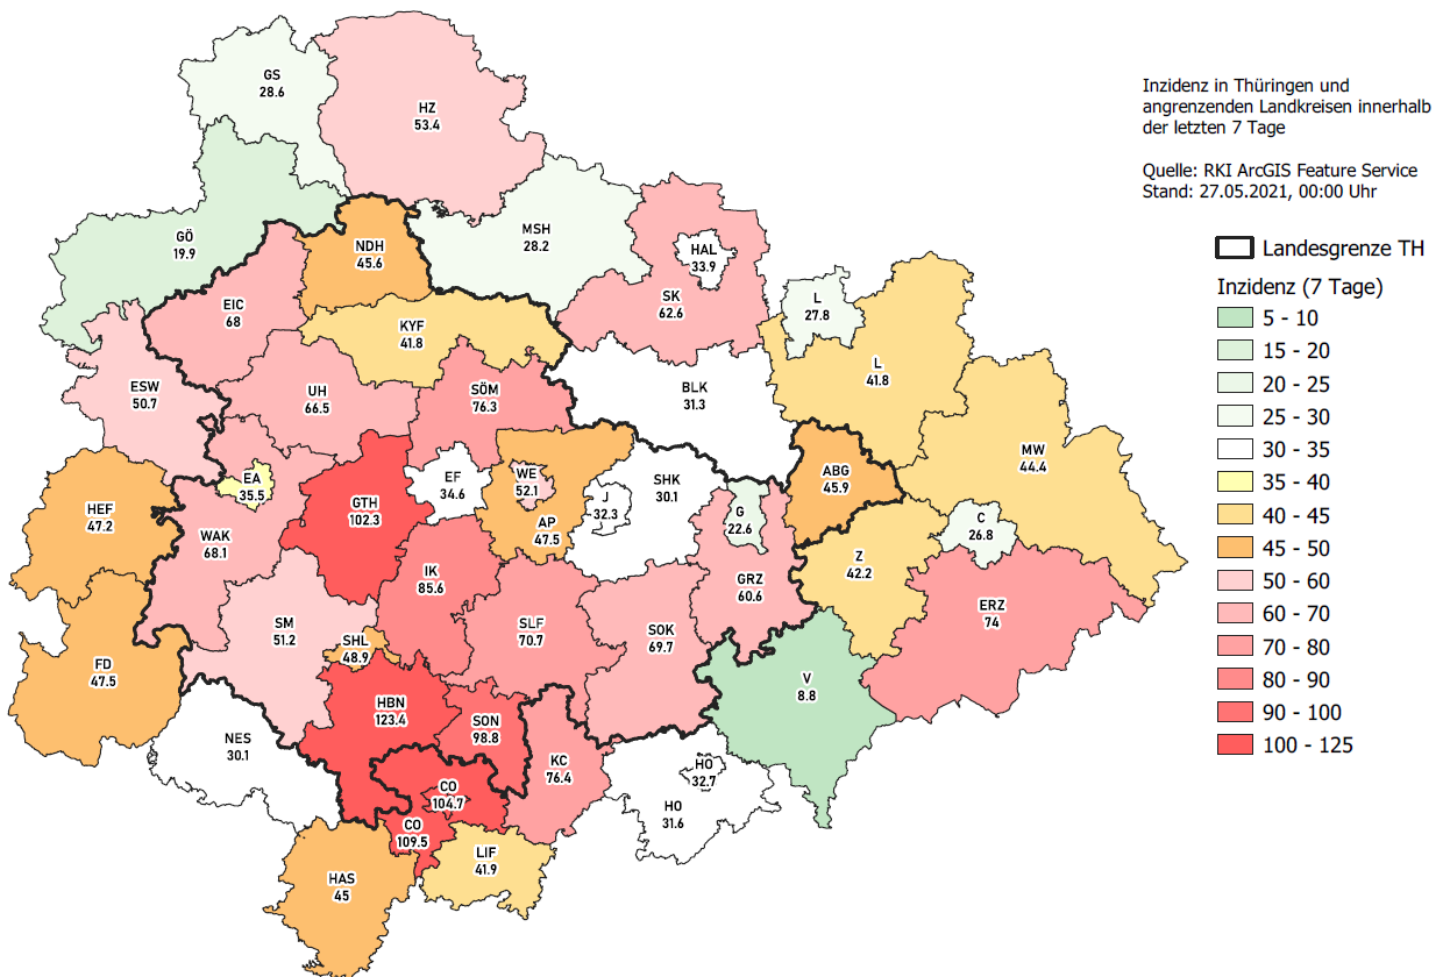 GS
28.6
HZ
53.4
GÖ
19.9
NDH
45.6
MSH
28.2
HAL
33.9
SK
62.6
L
27.8
EIC
68
KYF
41.8
L
41.8
ESW
50.7
UH
66.5
SÖM
76.3
BLK
31.3
MW
44.4
HEF
47.2
EA
35.5
GTH
102.3
EF
34.6
WE
52.1
AP
47.5
J
32.3
SHK
30.1
G
22.6
ABG
45.9
C
26.8
WAK
68.1
IK
85.6
GRZ
60.6
Z
42.2
ERZ
74
FD
47.5
SM
51.2
SHL
48.9
SLF
70.7
SOK
69.7
V
8.8
NES
30.1
HBN
123.4
SON
98.8
KC
76.4
HO
32.7
HO
31.6
CO
104.7
CO
109.5
LIF
41.9
HAS
45
Inzidenz in Thüringen und
angrenzenden Landkreisen innerhalb
der letzten 7 Tage
Quelle: RKI ArcGIS Feature Service
Stand: 27.05.2021, 00:00 Uhr
Landesgrenze TH
Inzidenz (7 Tage)
5 - 10
15 - 20
20 - 25
25 - 30
30 - 35
35 - 40
40 - 45
45 - 50
50 - 60
60 - 70
70 - 80
80 - 90
90 - 100
100 - 125